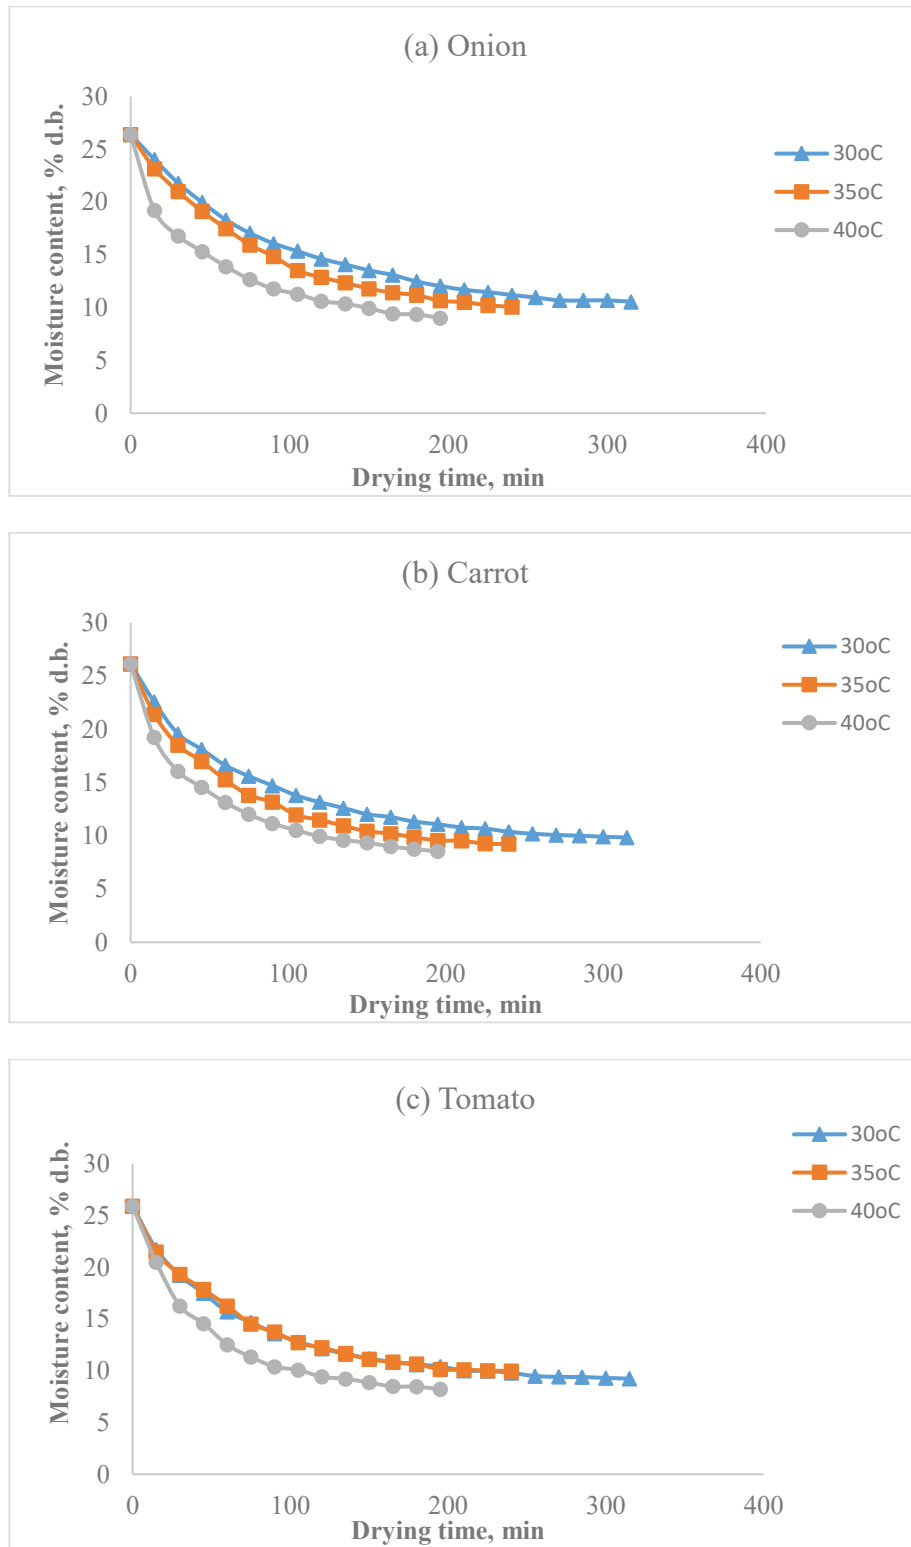 (a) Onion
30
25
20
15
10
5
0
Moisture content, % d.b.
0 100 200 300 400
Drying time, min
30oC
35oC
40oC
(b) Carrot
30
25
20
15
10
5
0
Moisture content, % d.b.
0 100 200 300 400
Drying time, min
30oC
35oC
40oC
(c) Tomato
30
25
20
15
10
5
0
Moisture content, % d.b.
0 100 200 300 400
Drying time, min
30oC
35oC
40oC